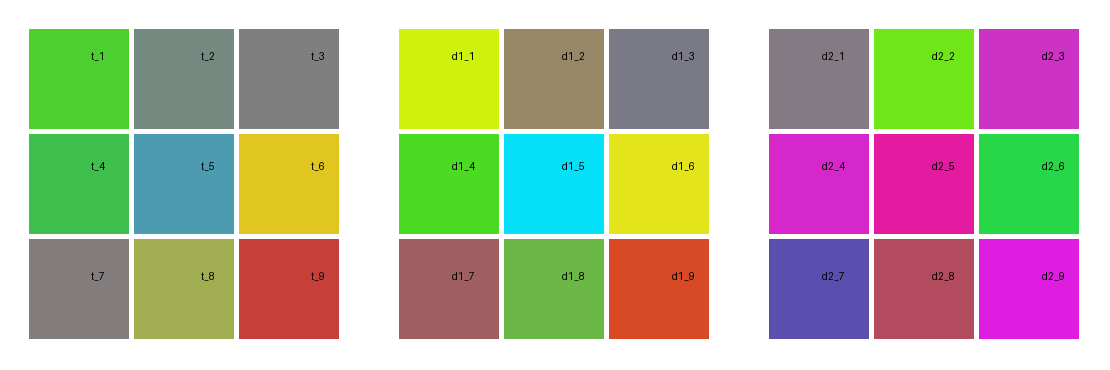 t_1 t_2 t_3 d1_1 d1_2 d1_3 d2_1 d2_2 d2_3
t_4 t_5 t_6 d1_4 d1_5 d1_6 d2_4 d2_5 d2_6
t_7 t_8 t_9 d1_7 d1_8 d1_9 d2_7 d2_8 d2_9